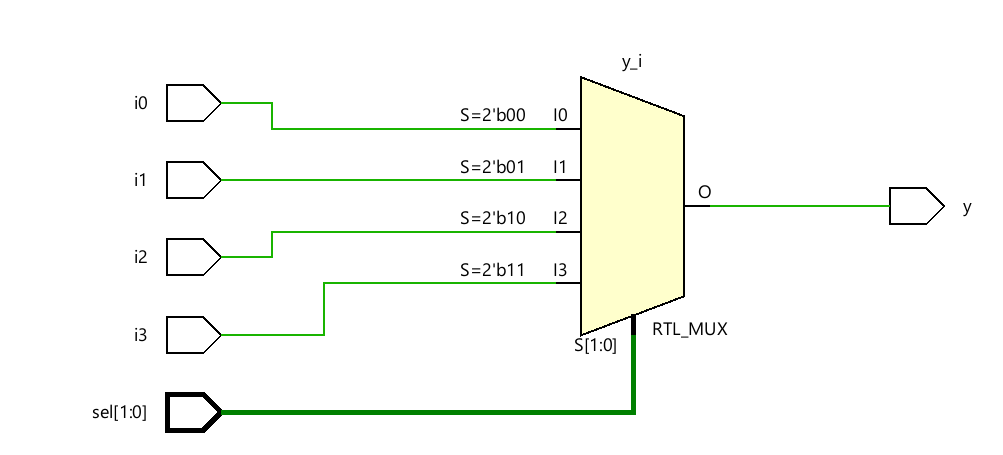 y_i
i0
S=2'b00 I0
i1
S=2'b01 I1
O
y
i2
S=2'b10 I2
i3
S=2'b11 I3
S[1:0]
RTL_MUX
sel[1:0]